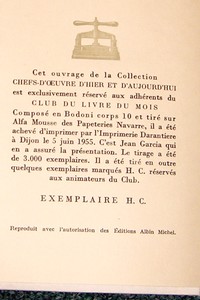 Cet ouvrage de la Collection
CHEFS-D'ŒUVRE D'HIER ET D'AUJOURD'HUI
est exclusivement réservé aux adhérents du
CLUB DU LIVRE DU MOIS
Composé en Bodoni corps 10 et tiré sur
Alfa Mousse des Papeteries Navarre, il a été
achevé d'imprimer par l'Imprimerie Darantiere
à Dijon le 5 juin 1955. C'est Jean Garcia qui
en a assuré la présentation. Le tirage a été
de 3.000 exemplaires. Il a été tiré en outre
quelques exemplaires marqués H. C. réservés
aux animateurs du Club.
EXEMPLAIRE H. C.
Reproduit avec l'autorisation des Éditions Albin Michel.